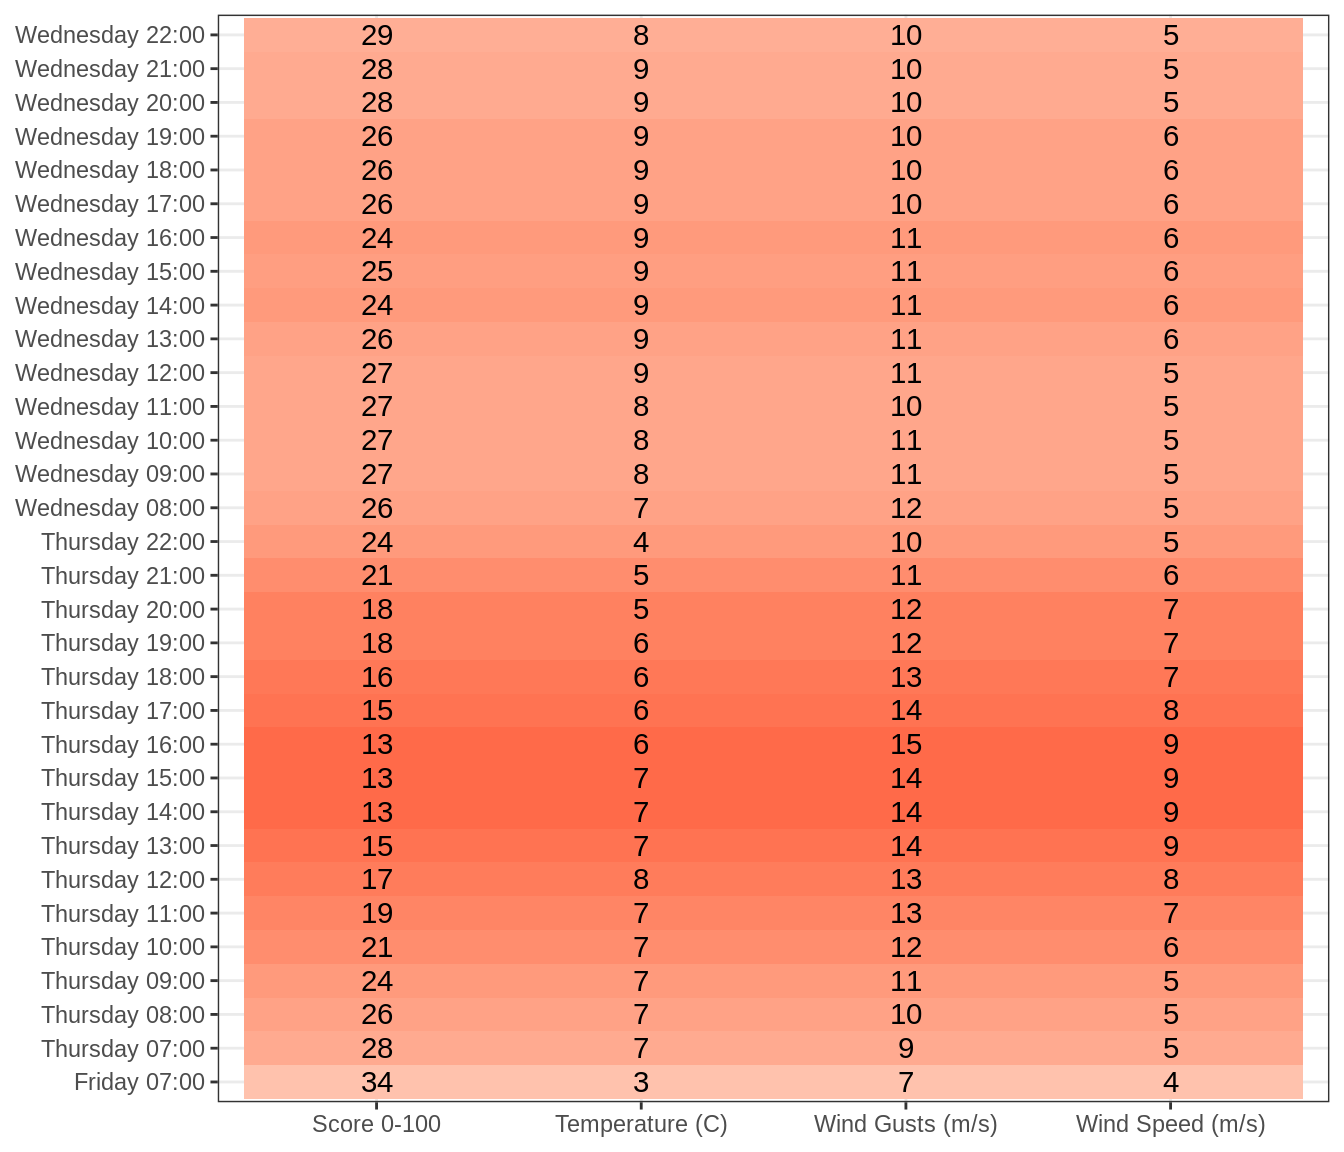 Wednesday 22:00 29 8 10 5
Wednesday 21:00 28 9 10 5
Wednesday 20:00 28 9 10 5
Wednesday 19:00 26 9 10 6
Wednesday 18:00 26 9 10 6
Wednesday 17:00 26 9 10 6
Wednesday 16:00 24 9 11 6
Wednesday 15:00 25 9 11 6
Wednesday 14:00 24 9 11 6
Wednesday 13:00 26 9 11 6
Wednesday 12:00 27 9 11 5
Wednesday 11:00 27 8 10 5
Wednesday 10:00 27 8 11 5
Wednesday 09:00 27 8 11 5
Wednesday 08:00 26 7 12 5
Thursday 22:00 24 4 10 5
Thursday 21:00 21 5 11 6
Thursday 20:00 18 5 12 7
Thursday 19:00 18 6 12 7
Thursday 18:00 16 6 13 7
Thursday 17:00 15 6 14 8
Thursday 16:00 13 6 15 9
Thursday 15:00 13 7 14 9
Thursday 14:00 13 7 14 9
Thursday 13:00 15 7 14 9
Thursday 12:00 17 8 13 8
Thursday 11:00 19 7 13 7
Thursday 10:00 21 7 12 6
Thursday 09:00 24 7 11 5
Thursday 08:00 26 7 10 5
Thursday 07:00 28 7 9 5
Friday 07:00 34 3 7 4
Score 0-100 Temperature (C) Wind Gusts (m/s) Wind Speed (m/s)